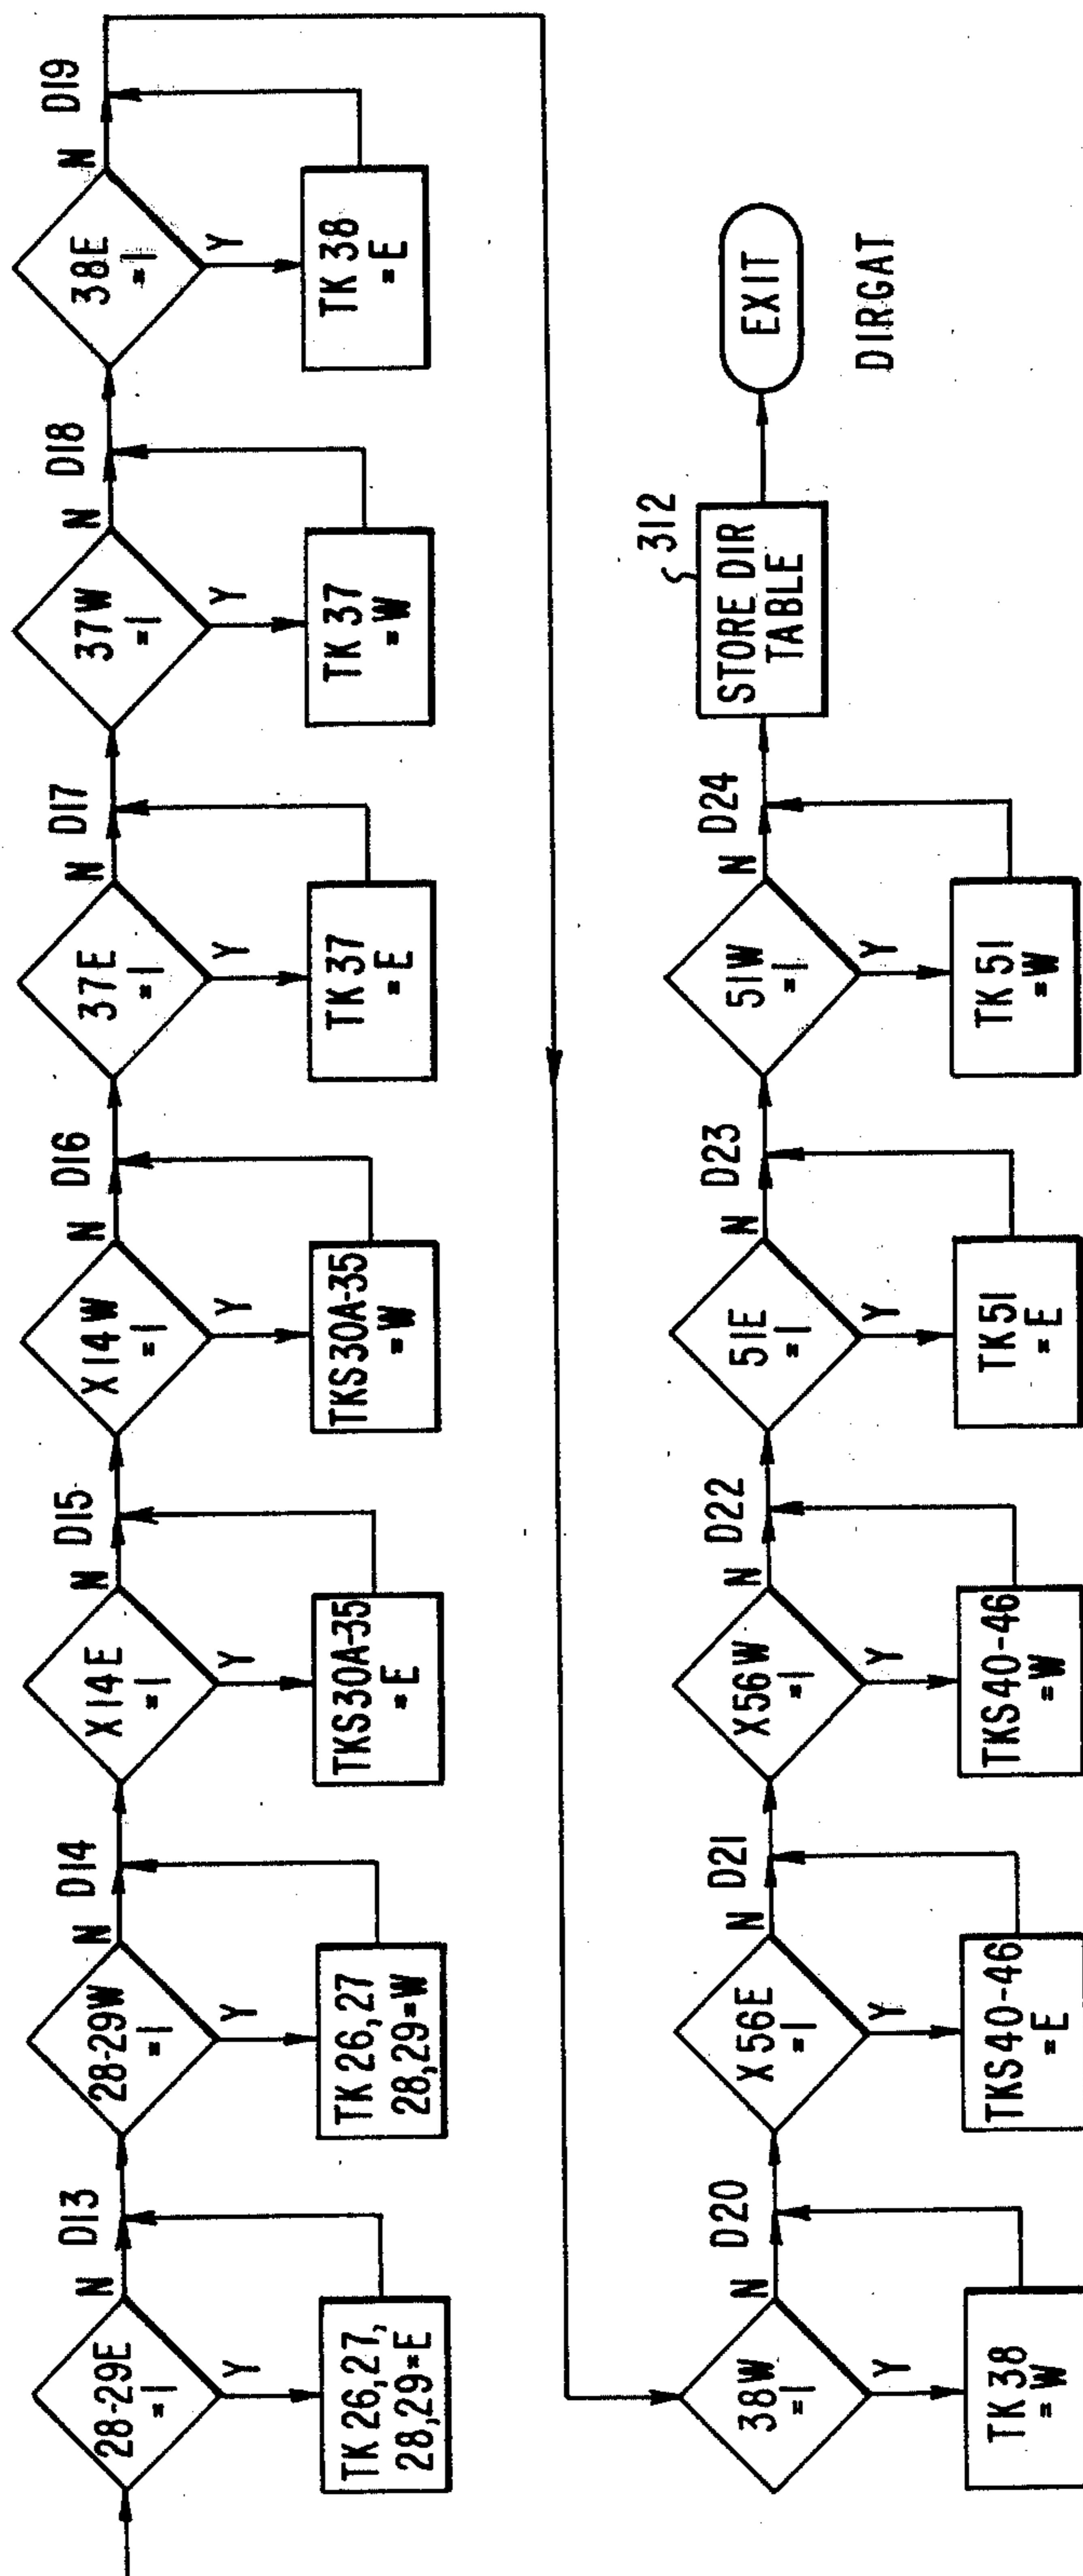 28-29E
=1
Y
N
D13
TK 26,27,
28,29=E
28-29W
=1
Y
N
D14
TK 26,27
28,29=W
X14E
=1
Y
N
D15
TKS30A-35
=E
X14W
=1
Y
N
D16
TKS30A-35
=W
37E
=1
Y
N
D17
TK 37
=E
37W
=1
Y
N
D18
TK 37
=W
38E
=1
Y
N
D19
TK 38
=E
38W
=1
Y
N
D20
TK 38
=W
X56E
=1
Y
N
D21
TKS40-46
=E
X56W
=1
Y
N
D22
TKS40-46
=W
51E
=1
Y
N
D23
TK 51
=E
51W
=1
Y
N
D24
TK 51
=W
312
STORE DIR
TABLE
EXIT
DIRGAT